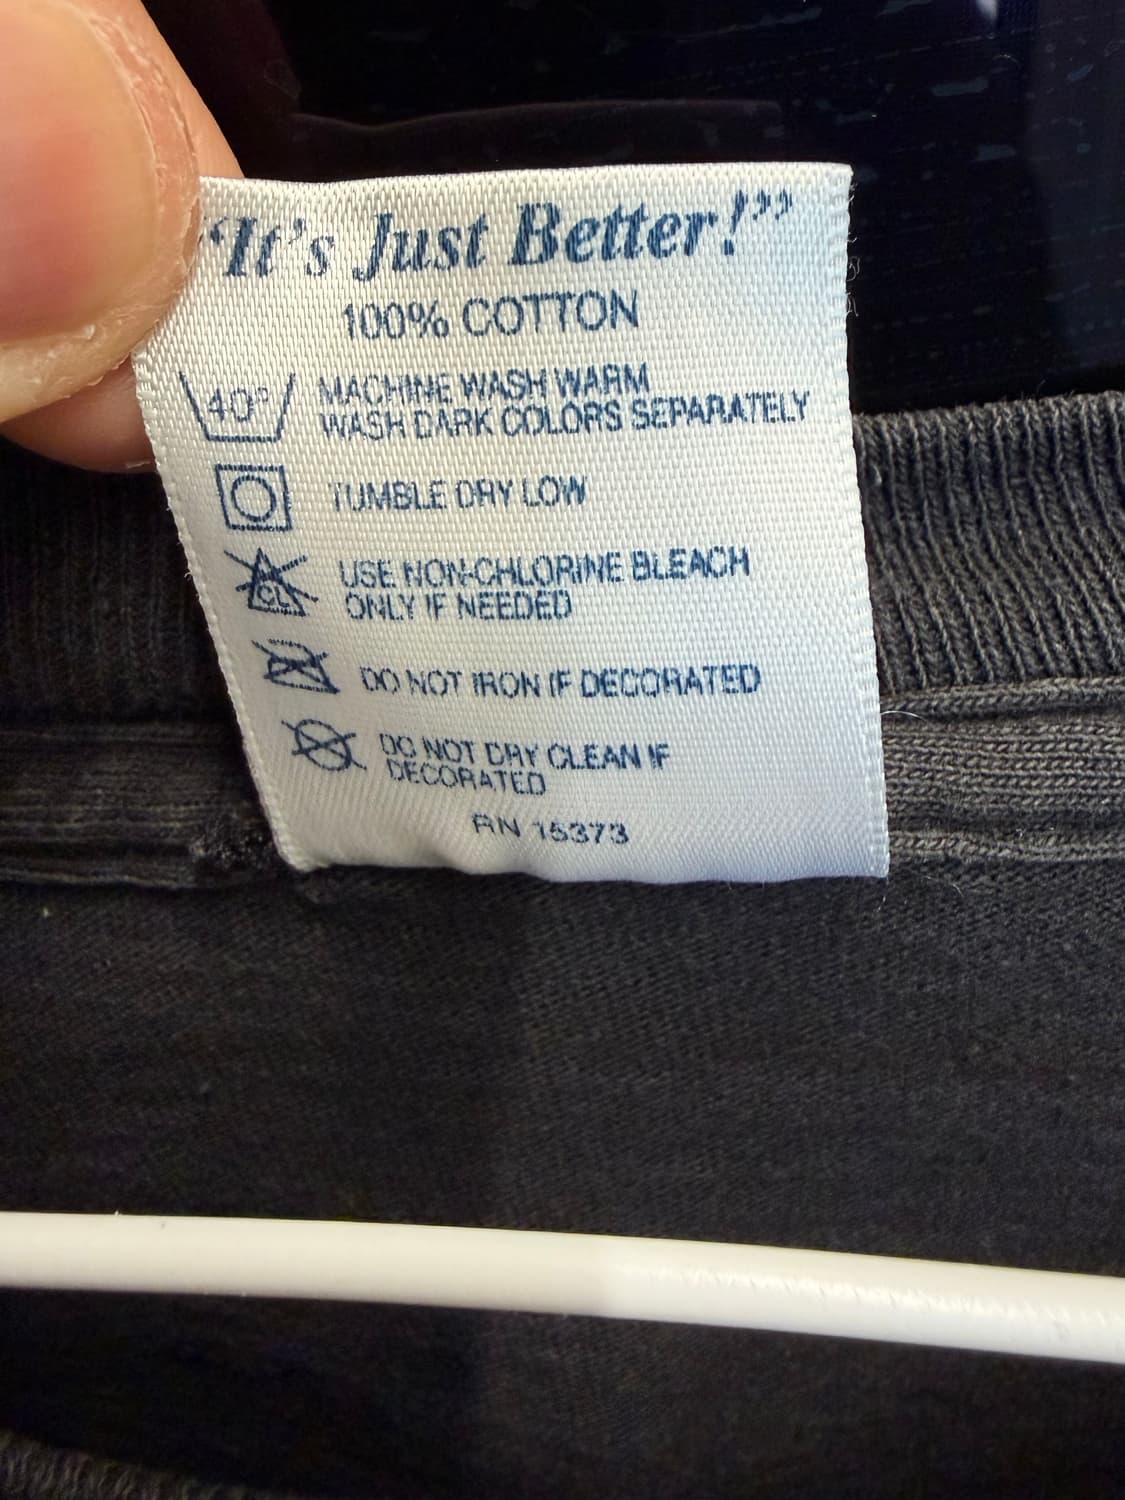 “It’s Just Better!”
100% COTTON
40°
MACHINE WASH WARM
WASH DARK COLORS SEPARATELY
TUMBLE DRY LOW
CL
USE NON-CHLORINE BLEACH
ONLY IF NEEDED
DO NOT IRON IF DECORATED
DO NOT DRY CLEAN IF
DECORATED
RN 15373